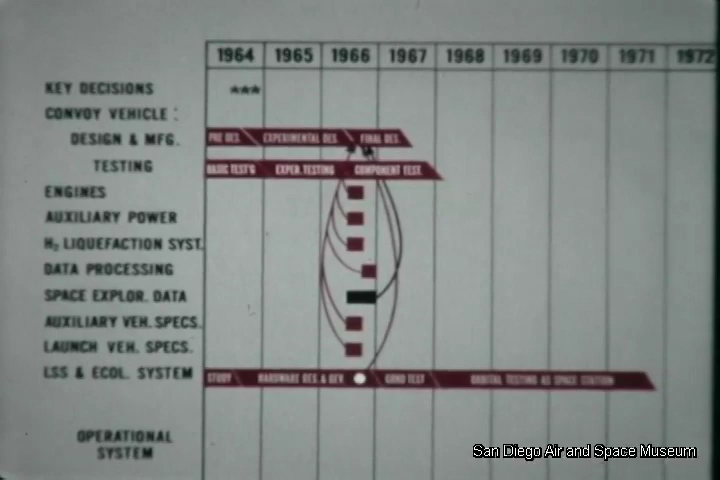 1964 1965 1966 1967 1968 1969 1970 1971 1972
KEY DECISIONS ***
CONVOY VEHICLE :
DESIGN & MFG. PRE DES. EXPERIMENTAL DES. FINAL DES.
TESTING BASIC TEST'G EXPER. TESTING COMPONENT TEST.
ENGINES
AUXILIARY POWER
H₂ LIQUEFACTION SYST.
DATA PROCESSING
SPACE EXPLOR. DATA
AUXILIARY VEH. SPECS.
LAUNCH VEH. SPECS.
LSS & ECOL. SYSTEM STUDY HARDWARE DES. & DEV. GRND TEST ORBITAL TESTING AS SPACE STATION
OPERATIONAL
SYSTEM
San Diego Air and Space Museum